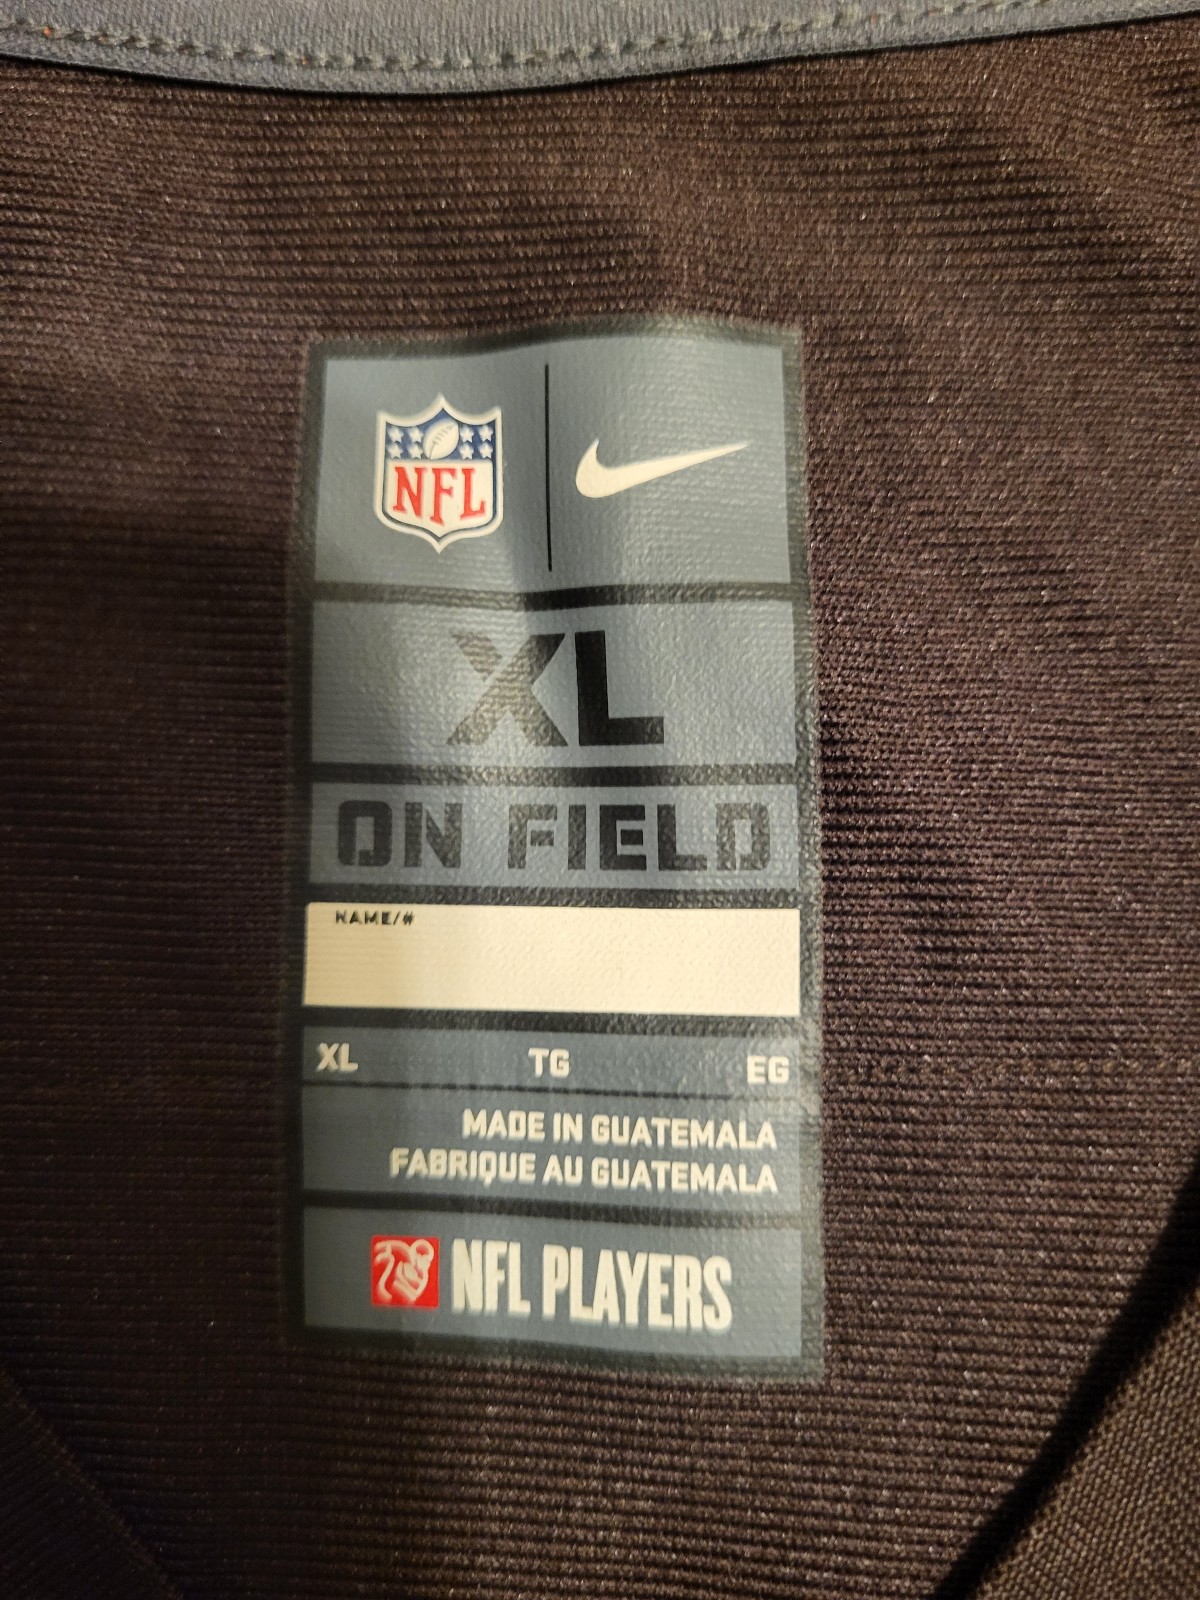 NFL
XL
ON FIELD
NAME/#
XL TG EG
MADE IN GUATEMALA
FABRIQUE AU GUATEMALA
NFL PLAYERS